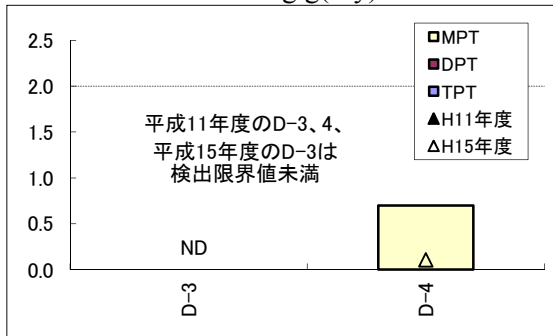 2.5
2.0
1.5
1.0
0.5
0.0
平成11年度のD-3、4、
平成15年度のD-3は
検出限界値未満
ND
MPT
DPT
TPT
▲H11年度
△H15年度
D-3
D-4